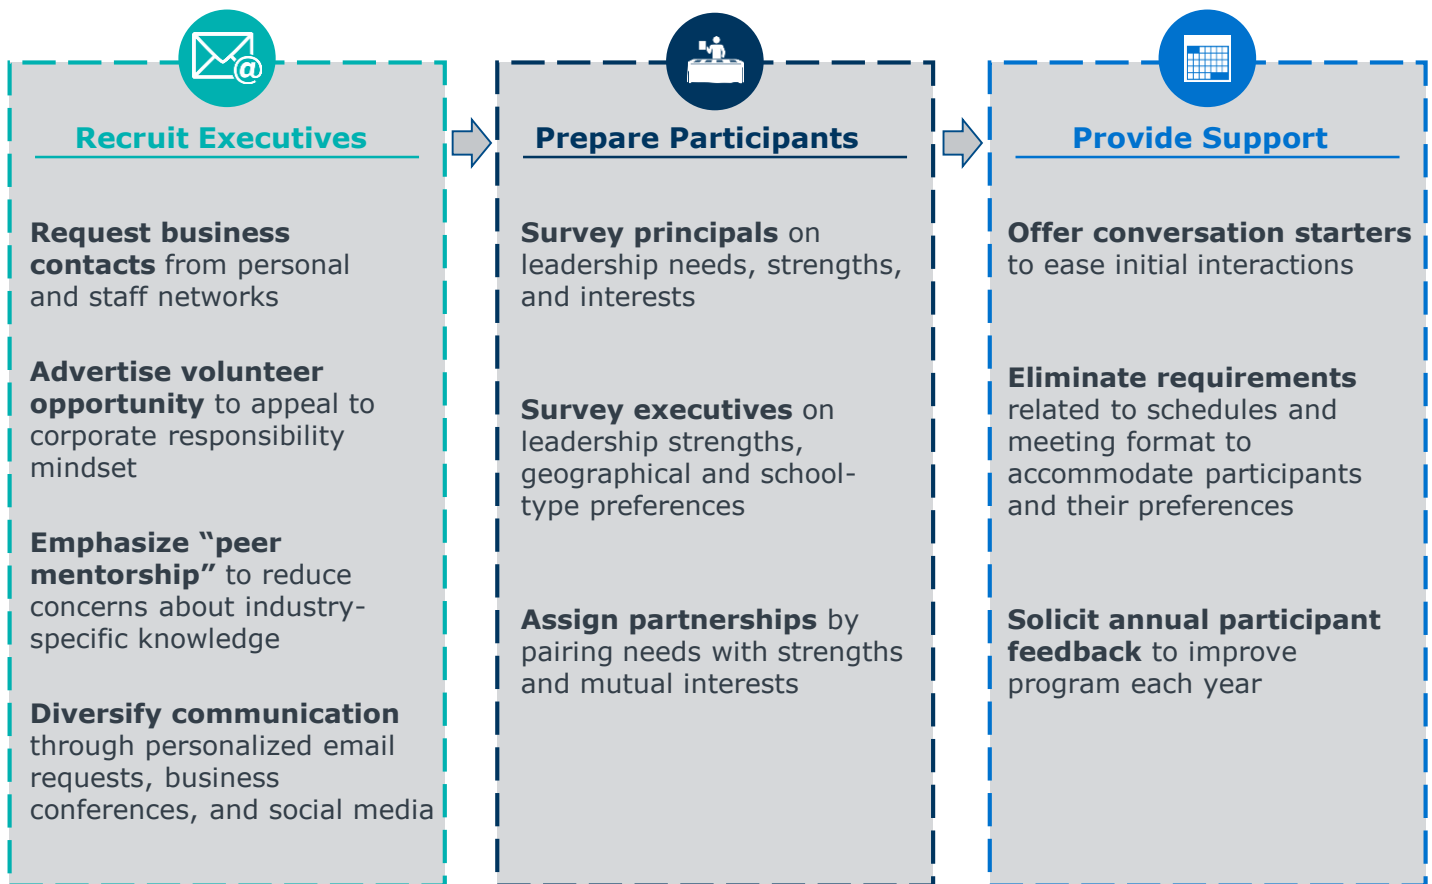 @
Recruit Executives
Request business
contacts from personal
and staff networks
Advertise volunteer
opportunity to appeal to
corporate responsibility
mindset
Emphasize “peer
mentorship” to reduce
concerns about industry-
specific knowledge
Diversify communication
through personalized email
requests, business
conferences, and social media
Prepare Participants
Survey principals on
leadership needs, strengths,
and interests
Survey executives on
leadership strengths,
geographical and school-
type preferences
Assign partnerships by
pairing needs with strengths
and mutual interests
Provide Support
Offer conversation starters
to ease initial interactions
Eliminate requirements
related to schedules and
meeting format to
accommodate participants
and their preferences
Solicit annual participant
feedback to improve
program each year